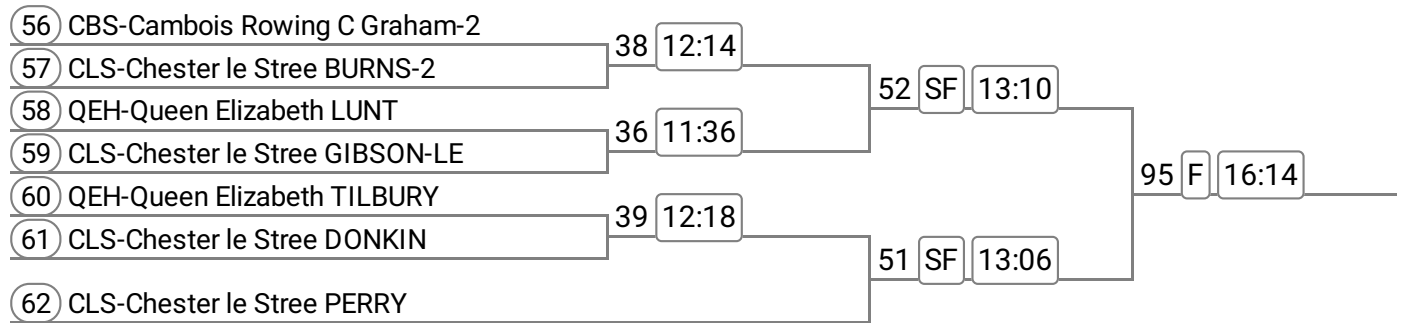 56 CBS-Cambois Rowing C Graham-2
38 12:14
57 CLS-Chester le Stree BURNS-2
52 SF 13:10
58 QEH-Queen Elizabeth LUNT
36 11:36
59 CLS-Chester le Stree GIBSON-LE
95 F 16:14
60 QEH-Queen Elizabeth TILBURY
39 12:18
61 CLS-Chester le Stree DONKIN
51 SF 13:06
62 CLS-Chester le Stree PERRY